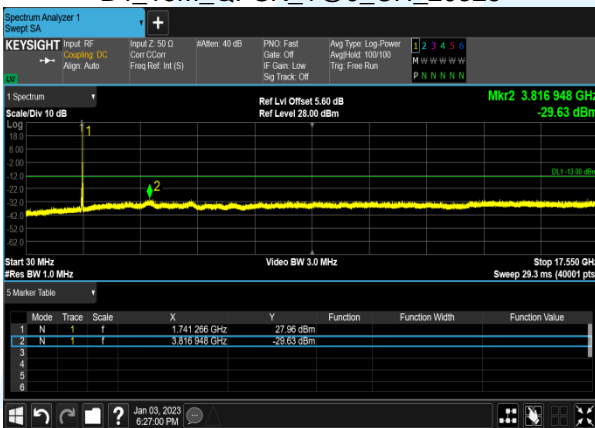 Spectrum Analyzer 1
Swept SA
KEYSIGHT
Input: RF
Coupling: DC
Align: Auto
Input Z: 50 Ω
Corr CCorr
Freq Ref: Int (S)
#Atten: 40 dB
PNO: Fast
Gate: Off
IF Gain: Low
Sig Track: Off
Avg Type: Log-Power
Avg|Hold: 100/100
Trig: Free Run
1 2 3 4 5 6
M W W W W W
P N N N N N
LW
1 Spectrum
Scale/Div 10 dB
Ref Lvl Offset 5.60 dB
Ref Level 28.00 dBm
Mkr2 3.816 948 GHz
-29.63 dBm
Log
18.0
8.00
-2.00
-12.0
-22.0
-32.0
-42.0
-52.0
-62.0
1
2
DL1 -13.00 dBm
Start 30 MHz
#Res BW 1.0 MHz
Video BW 3.0 MHz
Stop 17.550 GHz
Sweep 29.3 ms (40001 pts)
5 Marker Table
Mode Trace Scale X Y Function Function Width Function Value
1 N 1 f 1.741 266 GHz 27.96 dBm
2 N 1 f 3.816 948 GHz -29.63 dBm
3
4
5
6
?
Jan 03, 2023
6:27:00 PM